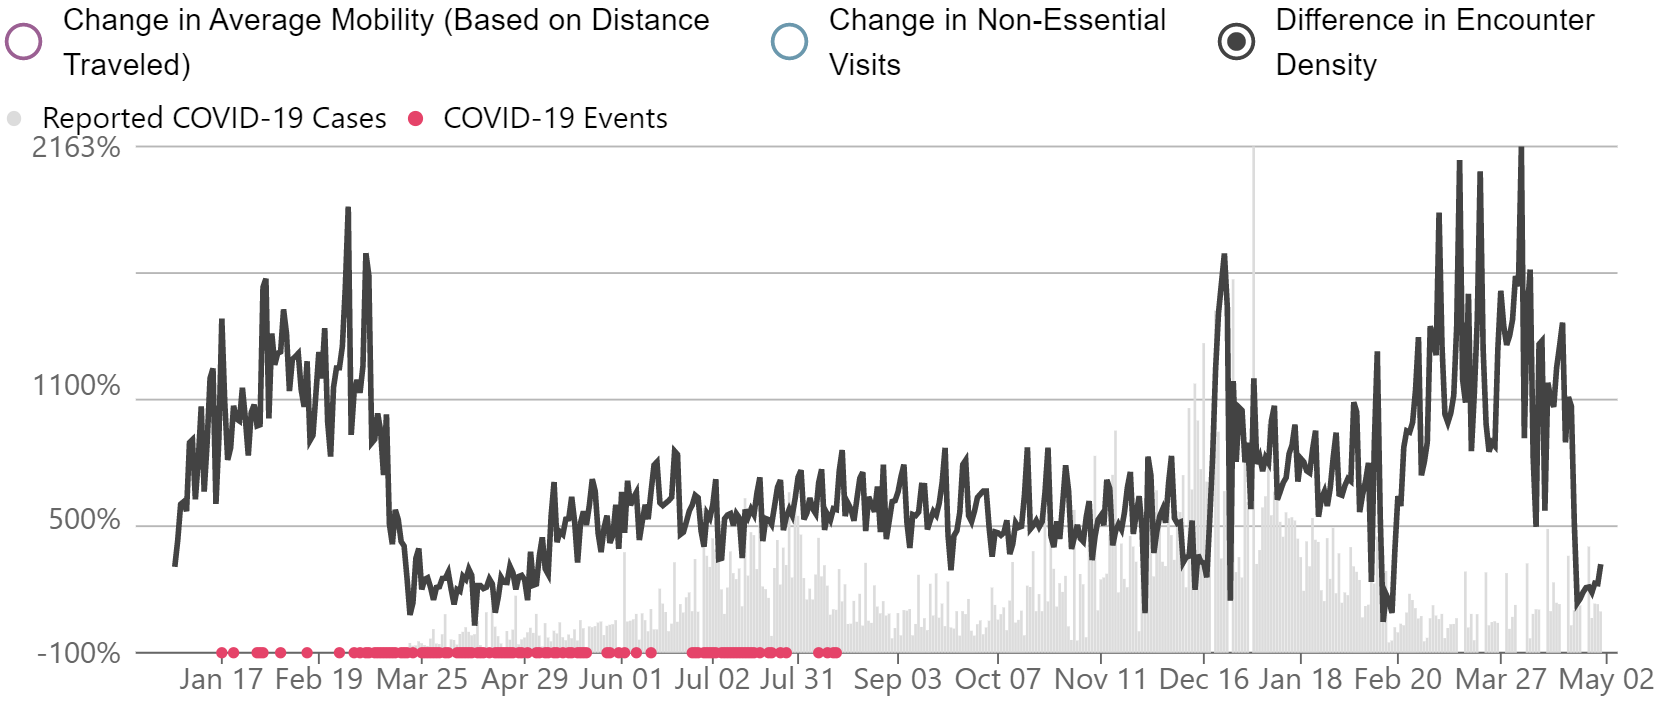 Change in Average Mobility (Based on Distance Traveled)
Change in Non-Essential Visits
Difference in Encounter Density
Reported COVID-19 Cases
COVID-19 Events
2163%
1100%
500%
-100%
Jan 17 Feb 19 Mar 25 Apr 29 Jun 01 Jul 02 Jul 31 Sep 03 Oct 07 Nov 11 Dec 16 Jan 18 Feb 20 Mar 27 May 02